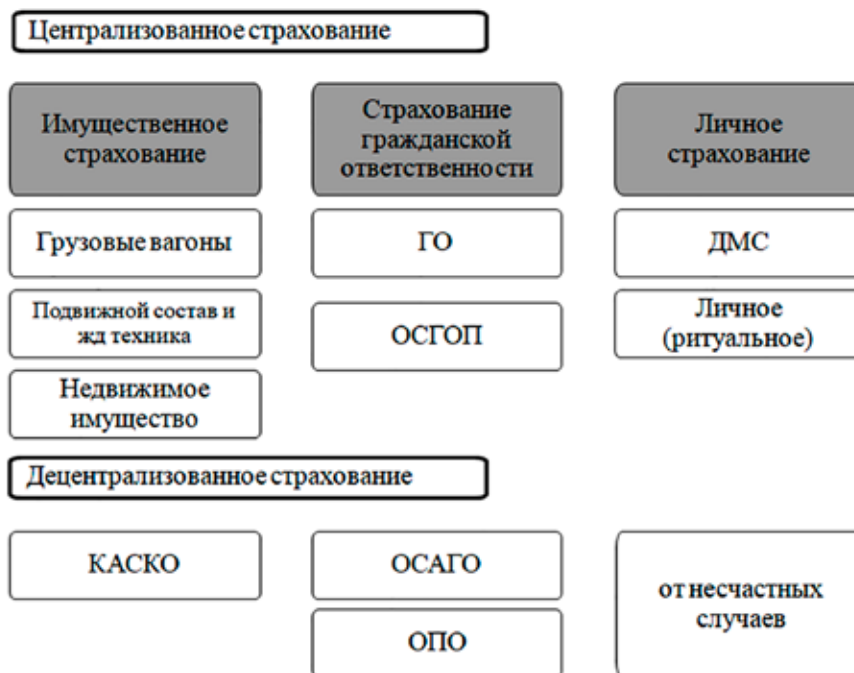 Централизованное страхование
Имущественное
страхование
Страхование
гражданской
ответственности
Личное
страхование
Грузовые вагоны
ГО
ДМС
Подвижной состав и
жд техника
ОСГОП
Личное
(ритуальное)
Недвижимое
имущество
Децентрализованное страхование
КАСКО
ОСАГО
от несчастных
случаев
ОПО